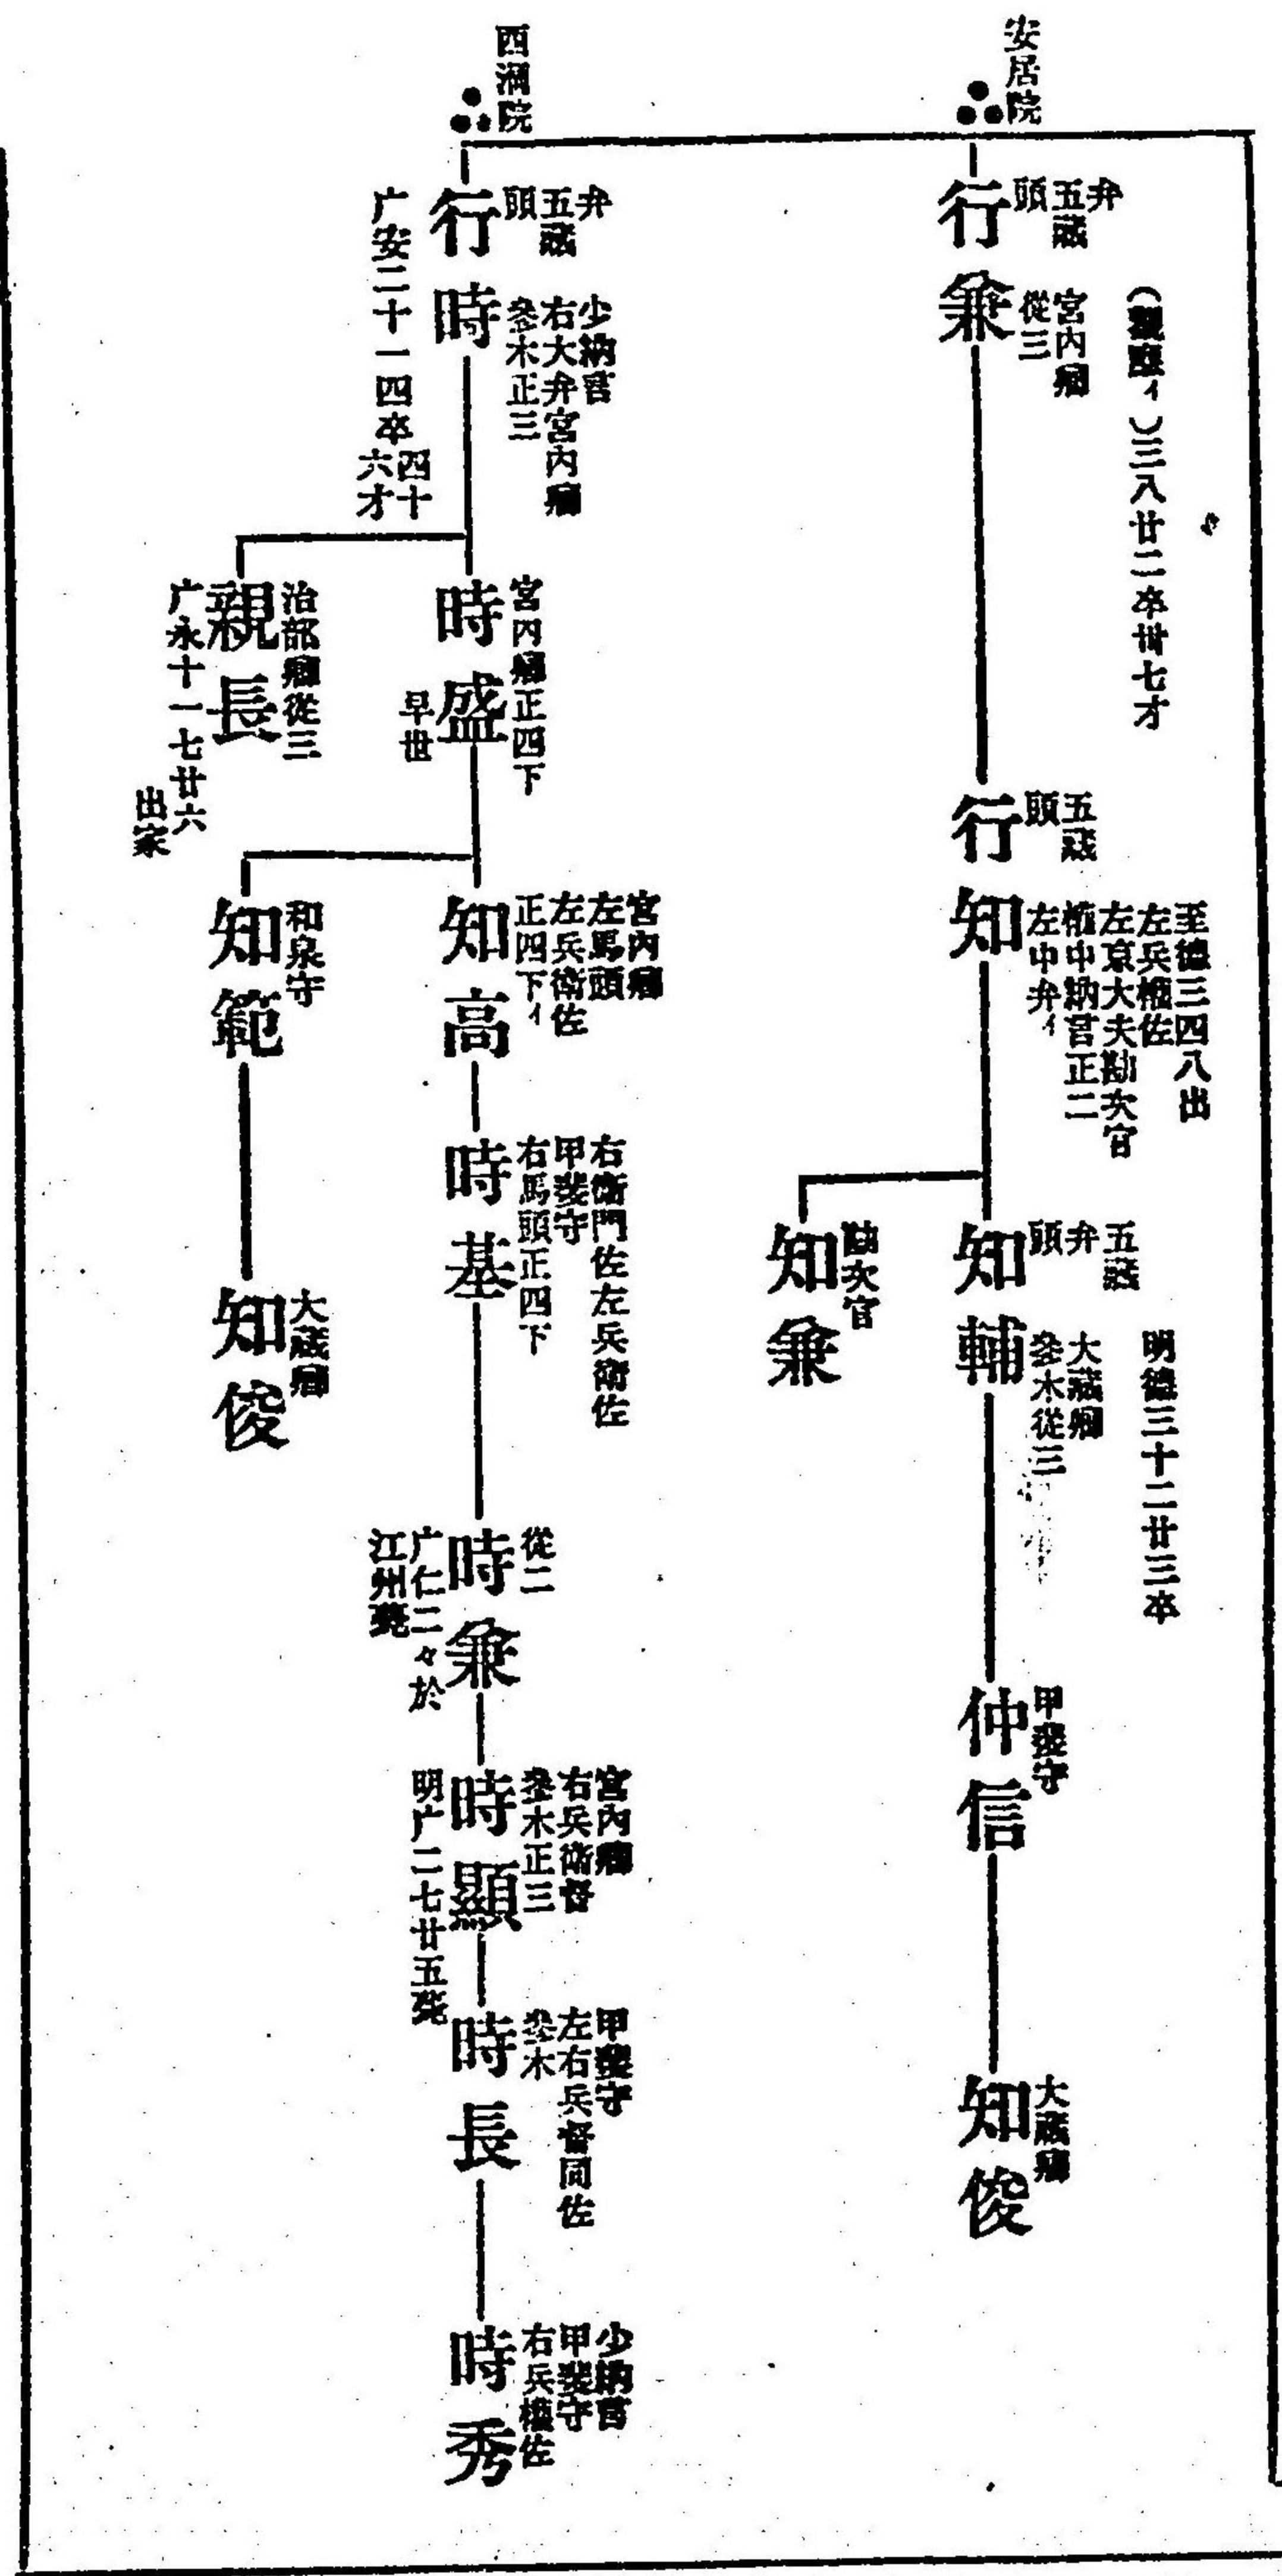 安居院
弁
五蔵
頭
行兼
宮内卿
従三
三八廿二卒卅七才
五蔵
頭
行知
至徳三四八出
左兵権佐
左京大夫勘次官
権中納言正二
左中弁イ
五蔵
弁
頭
知輔
明徳三十二廿三卒
大蔵卿
参木従三
勘次官
知兼
甲斐守
仲信
大蔵卿
知俊
西洞院
弁
五蔵
頭
行時
少納言
右大弁宮内卿
参木正三
广安二十一四卒
四十
六才
宮内卿正四下
時盛
早世
治部卿従三
親長
广永十一七廿六
出家
宮内卿
左馬頭
左兵衛佐
正四下イ
知高
和泉守
知範
大蔵卿
知俊
右衛門佐左兵衛佐
甲斐守
右馬頭正四下
時基
従二
時兼
广仁二々於
江州薨
宮内卿
右兵衛督
参木正三
時顕
明广二七廿五薨
甲斐守
左右兵督同佐
参木
時長
少納言
甲斐守
右兵権佐
時秀